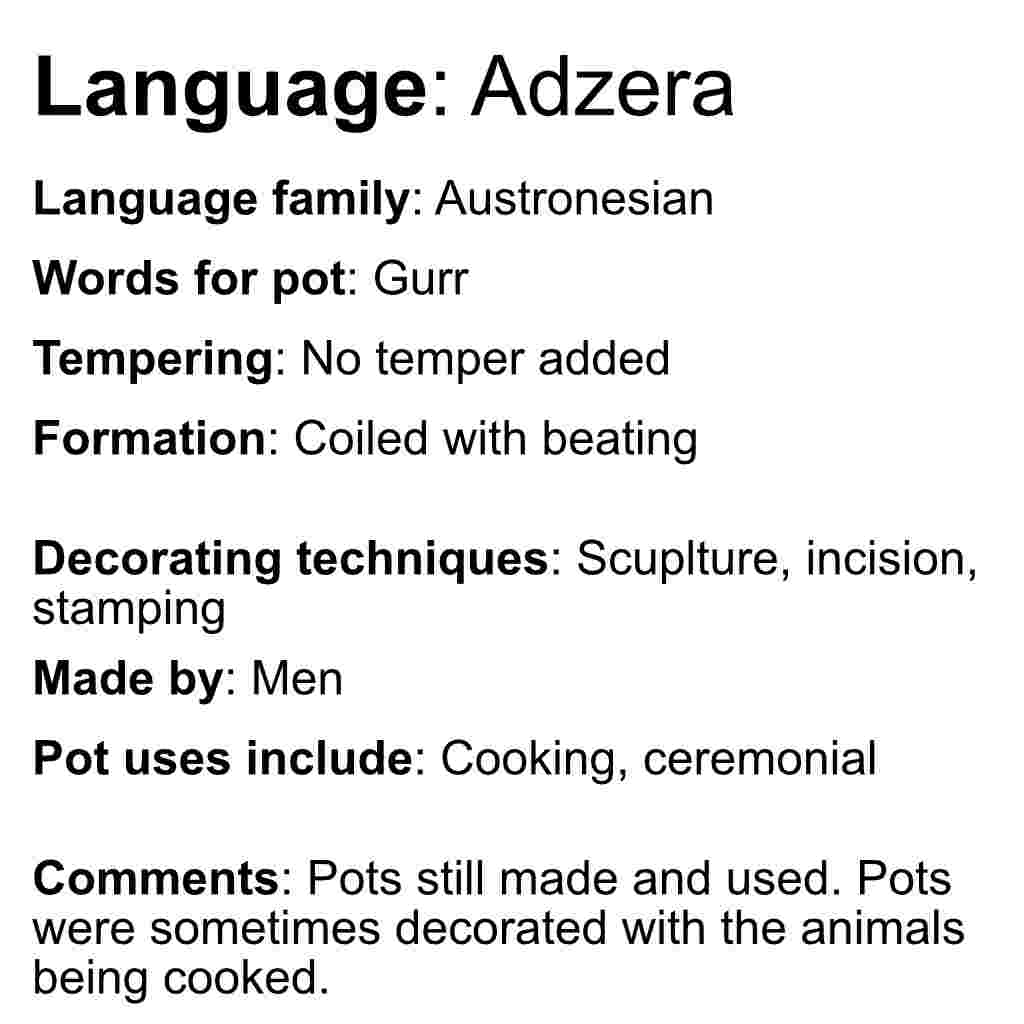 Language: Adzera
Language family: Austronesian
Words for pot: Gurr
Tempering: No temper added
Formation: Coiled with beating
Decorating techniques: Scuplture, incision,
stamping
Made by: Men
Pot uses include: Cooking, ceremonial
Comments: Pots still made and used. Pots
were sometimes decorated with the animals
being cooked.